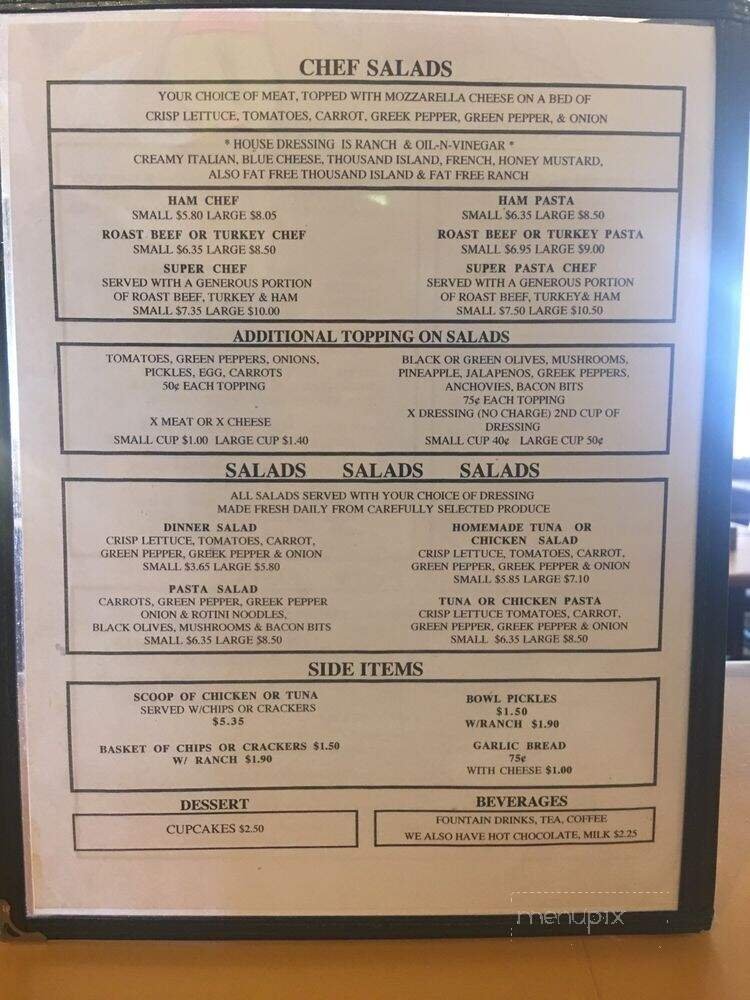 CHEF SALADS
YOUR CHOICE OF MEAT, TOPPED WITH MOZZARELLA CHEESE ON A BED OF
CRISP LETTUCE, TOMATOES, CARROT, GREEK PEPPER, GREEN PEPPER, & ONION
* HOUSE DRESSING IS RANCH & OIL-N-VINEGAR *
CREAMY ITALIAN, BLUE CHEESE, THOUSAND ISLAND, FRENCH, HONEY MUSTARD,
ALSO FAT FREE THOUSAND ISLAND & FAT FREE RANCH
HAM CHEF
SMALL $5.80 LARGE $8.05
ROAST BEEF OR TURKEY CHEF
SMALL $6.35 LARGE $8.50
SUPER CHEF
SERVED WITH A GENEROUS PORTION
OF ROAST BEEF, TURKEY & HAM
SMALL $7.35 LARGE $10.00
HAM PASTA
SMALL $6.35 LARGE $8.50
ROAST BEEF OR TURKEY PASTA
SMALL $6.95 LARGE $9.00
SUPER PASTA CHEF
SERVED WITH A GENEROUS PORTION
OF ROAST BEEF, TURKEY& HAM
SMALL $7.50 LARGE $10.50
ADDITIONAL TOPPING ON SALADS
TOMATOES, GREEN PEPPERS, ONIONS,
PICKLES, EGG, CARROTS
50¢ EACH TOPPING
X MEAT OR X CHEESE
SMALL CUP $1.00 LARGE CUP $1.40
BLACK OR GREEN OLIVES, MUSHROOMS,
PINEAPPLE, JALAPENOS, GREEK PEPPERS,
ANCHOVIES, BACON BITS
75¢ EACH TOPPING
X DRESSING (NO CHARGE) 2ND CUP OF
DRESSING
SMALL CUP 40¢ LARGE CUP 50¢
SALADS SALADS SALADS
ALL SALADS SERVED WITH YOUR CHOICE OF DRESSING
MADE FRESH DAILY FROM CAREFULLY SELECTED PRODUCE
DINNER SALAD
CRISP LETTUCE, TOMATOES, CARROT,
GREEN PEPPER, GREEK PEPPER & ONION
SMALL $3.65 LARGE $5.80
PASTA SALAD
CARROTS, GREEN PEPPER, GREEK PEPPER
ONION & ROTINI NOODLES,
BLACK OLIVES, MUSHROOMS & BACON BITS
SMALL $6.35 LARGE $8.50
HOMEMADE TUNA OR
CHICKEN SALAD
CRISP LETTUCE, TOMATOES, CARROT,
GREEN PEPPER, GREEK PEPPER & ONION
SMALL $5.85 LARGE $7.10
TUNA OR CHICKEN PASTA
CRISP LETTUCE TOMATOES, CARROT,
GREEN PEPPER, GREEK PEPPER & ONION
SMALL $6.35 LARGE $8.50
SIDE ITEMS
SCOOP OF CHICKEN OR TUNA
SERVED W/CHIPS OR CRACKERS
$5.35
BASKET OF CHIPS OR CRACKERS $1.50
W/ RANCH $1.90
BOWL PICKLES
$1.50
W/RANCH $1.90
GARLIC BREAD
75¢
WITH CHEESE $1.00
DESSERT
CUPCAKES $2.50
BEVERAGES
FOUNTAIN DRINKS, TEA, COFFEE
WE ALSO HAVE HOT CHOCOLATE, MILK $2.25
menupix